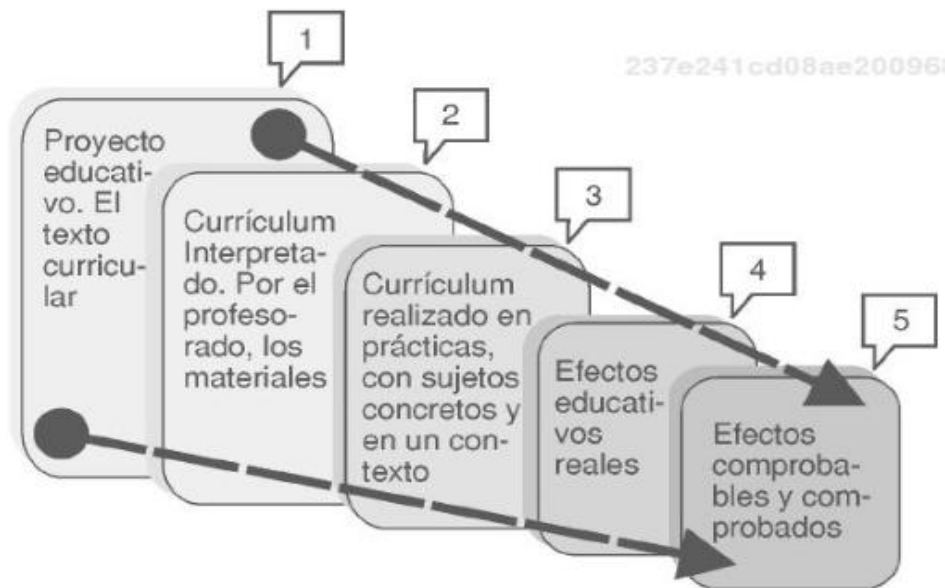 1
237e241cd08ae200968
2
Proyecto
educati-
vo. El
texto
curricu-
lar
3
Currículum
Interpreta-
do. Por el
profeso-
rado, los
materiales
4
Currículum
realizado en
prácticas,
con sujetos
concretos y
en un con-
texto
5
Efectos
educati-
vos
reales
Efectos
comproba-
bles y com-
probados